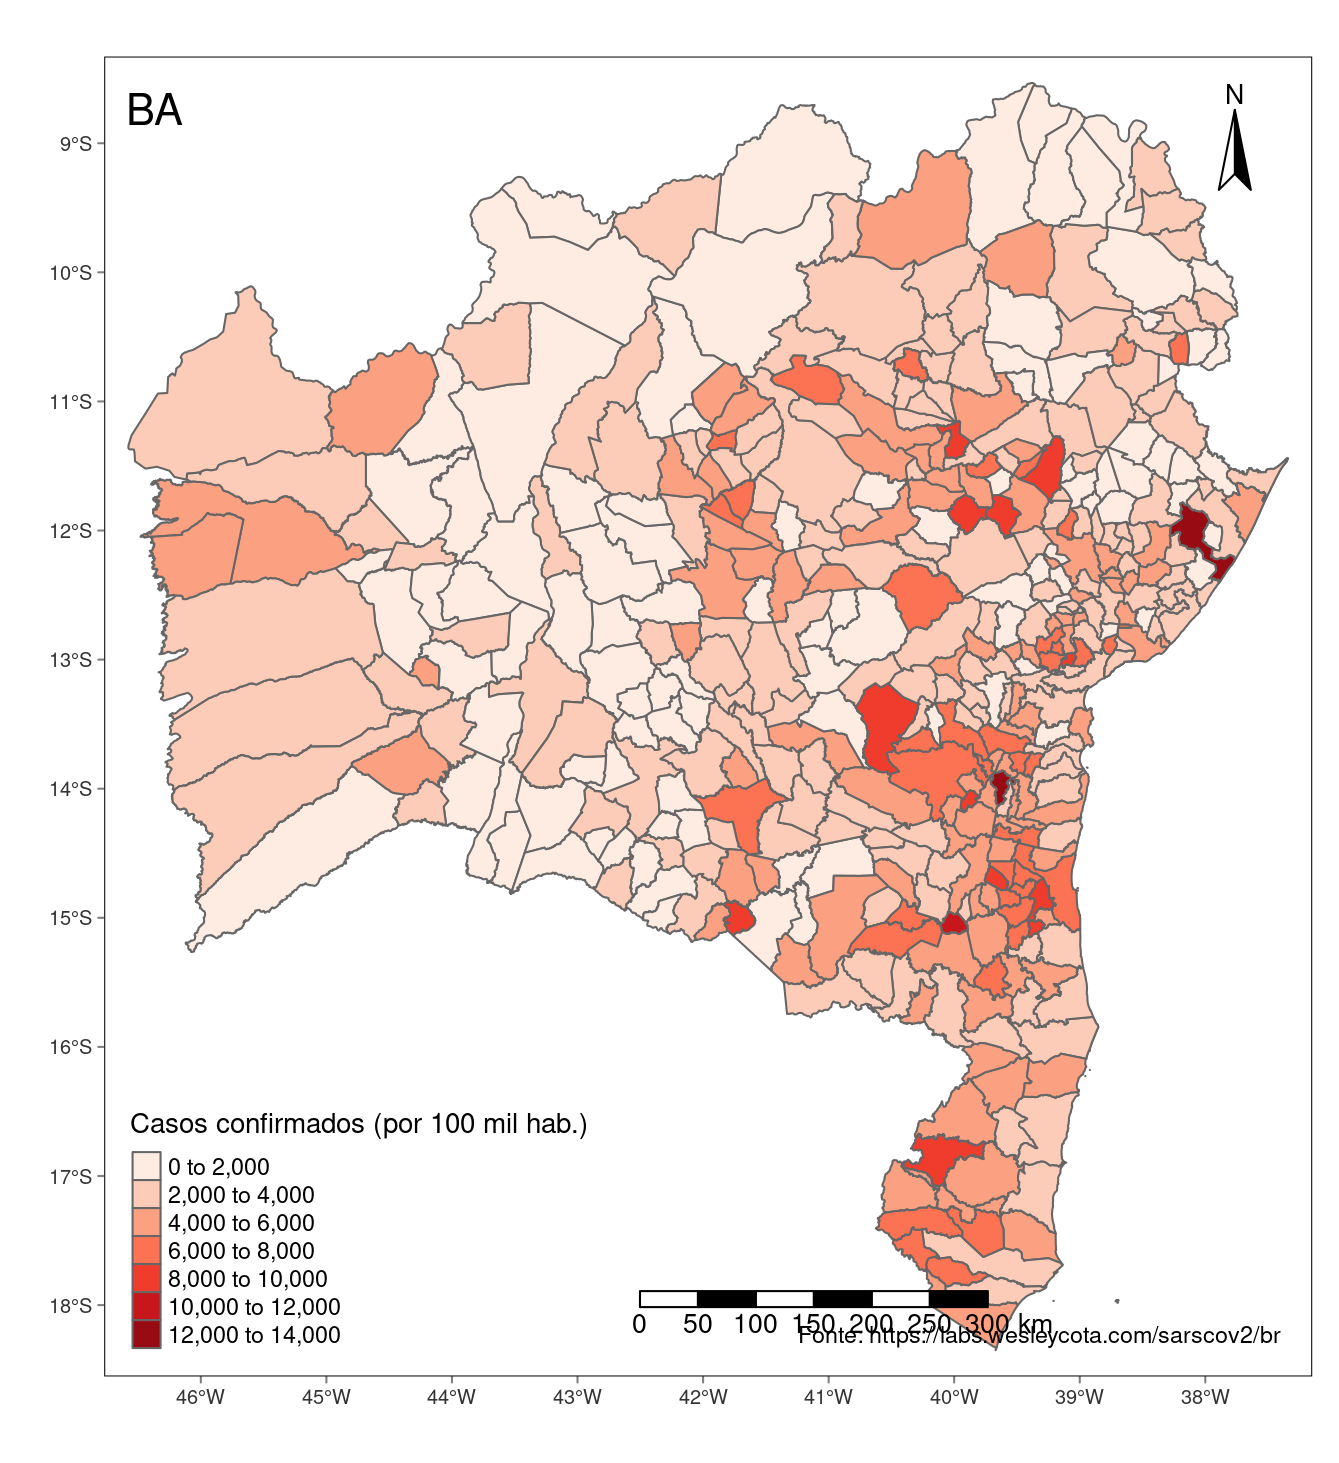 BA
N
9°S
10°S
11°S
12°S
13°S
14°S
15°S
16°S
17°S
18°S
Casos confirmados (por 100 mil hab.)
0 to 2,000
2,000 to 4,000
4,000 to 6,000
6,000 to 8,000
8,000 to 10,000
10,000 to 12,000
12,000 to 14,000
0 50 100 150 200 250 300 km
Fonte: https://labs.wesleycota.com/sarscov2/br
46°W 45°W 44°W 43°W 42°W 41°W 40°W 39°W 38°W